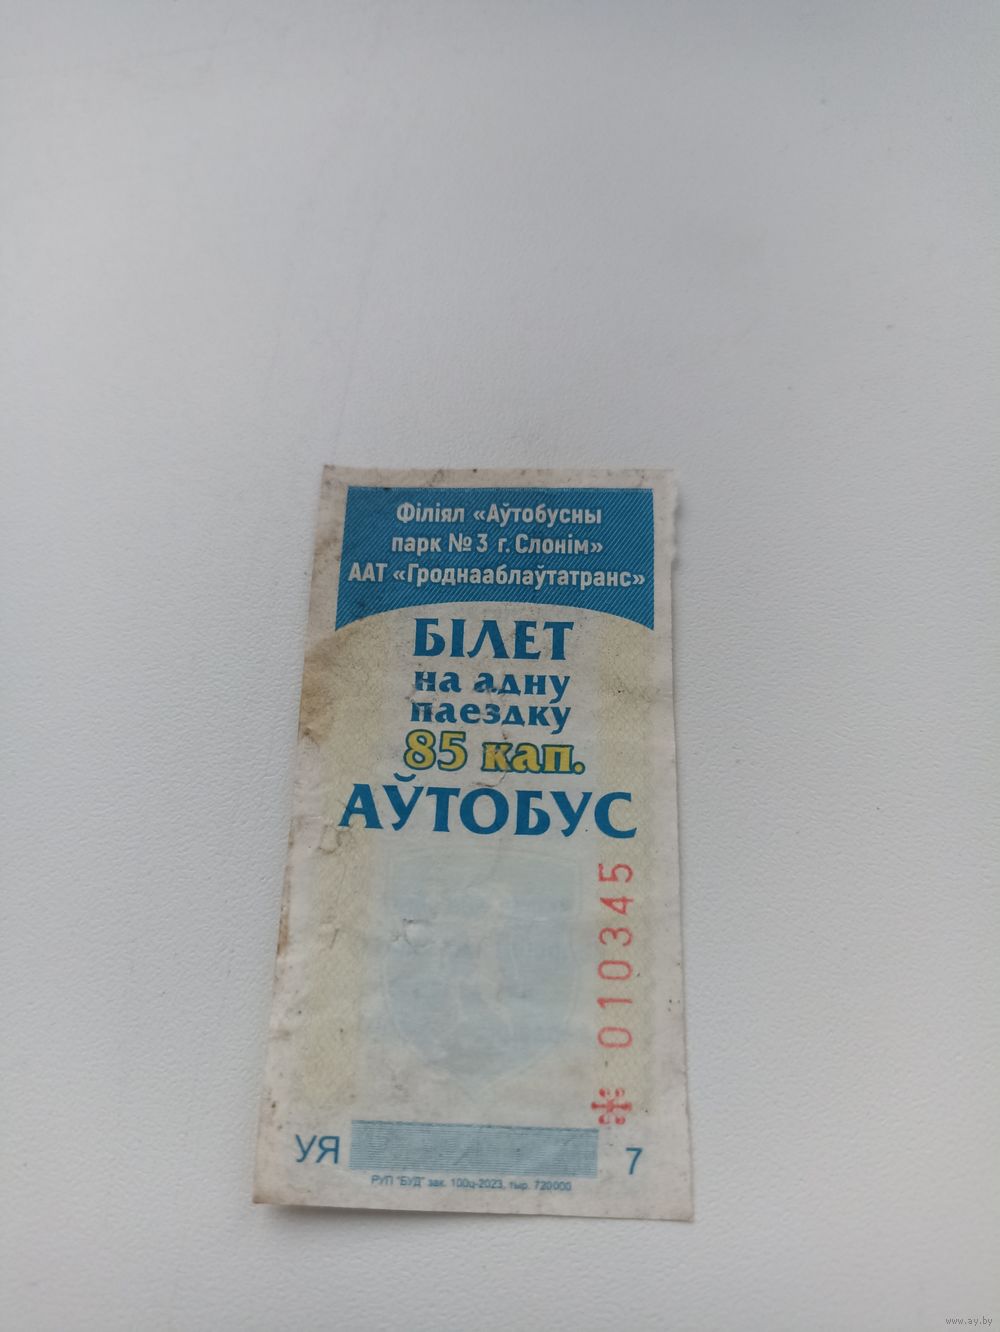 Філіял «Аўтобусны
парк № 3 г. Слонім»
ААТ «Гроднааблаўтатранс»
БІЛЕТ
на адну
паездку
85 кап.
АЎТОБУС
010345
УЯ
7
РУП "БУД" зак. 100ц-2023, тыр. 720000
www.ay.by